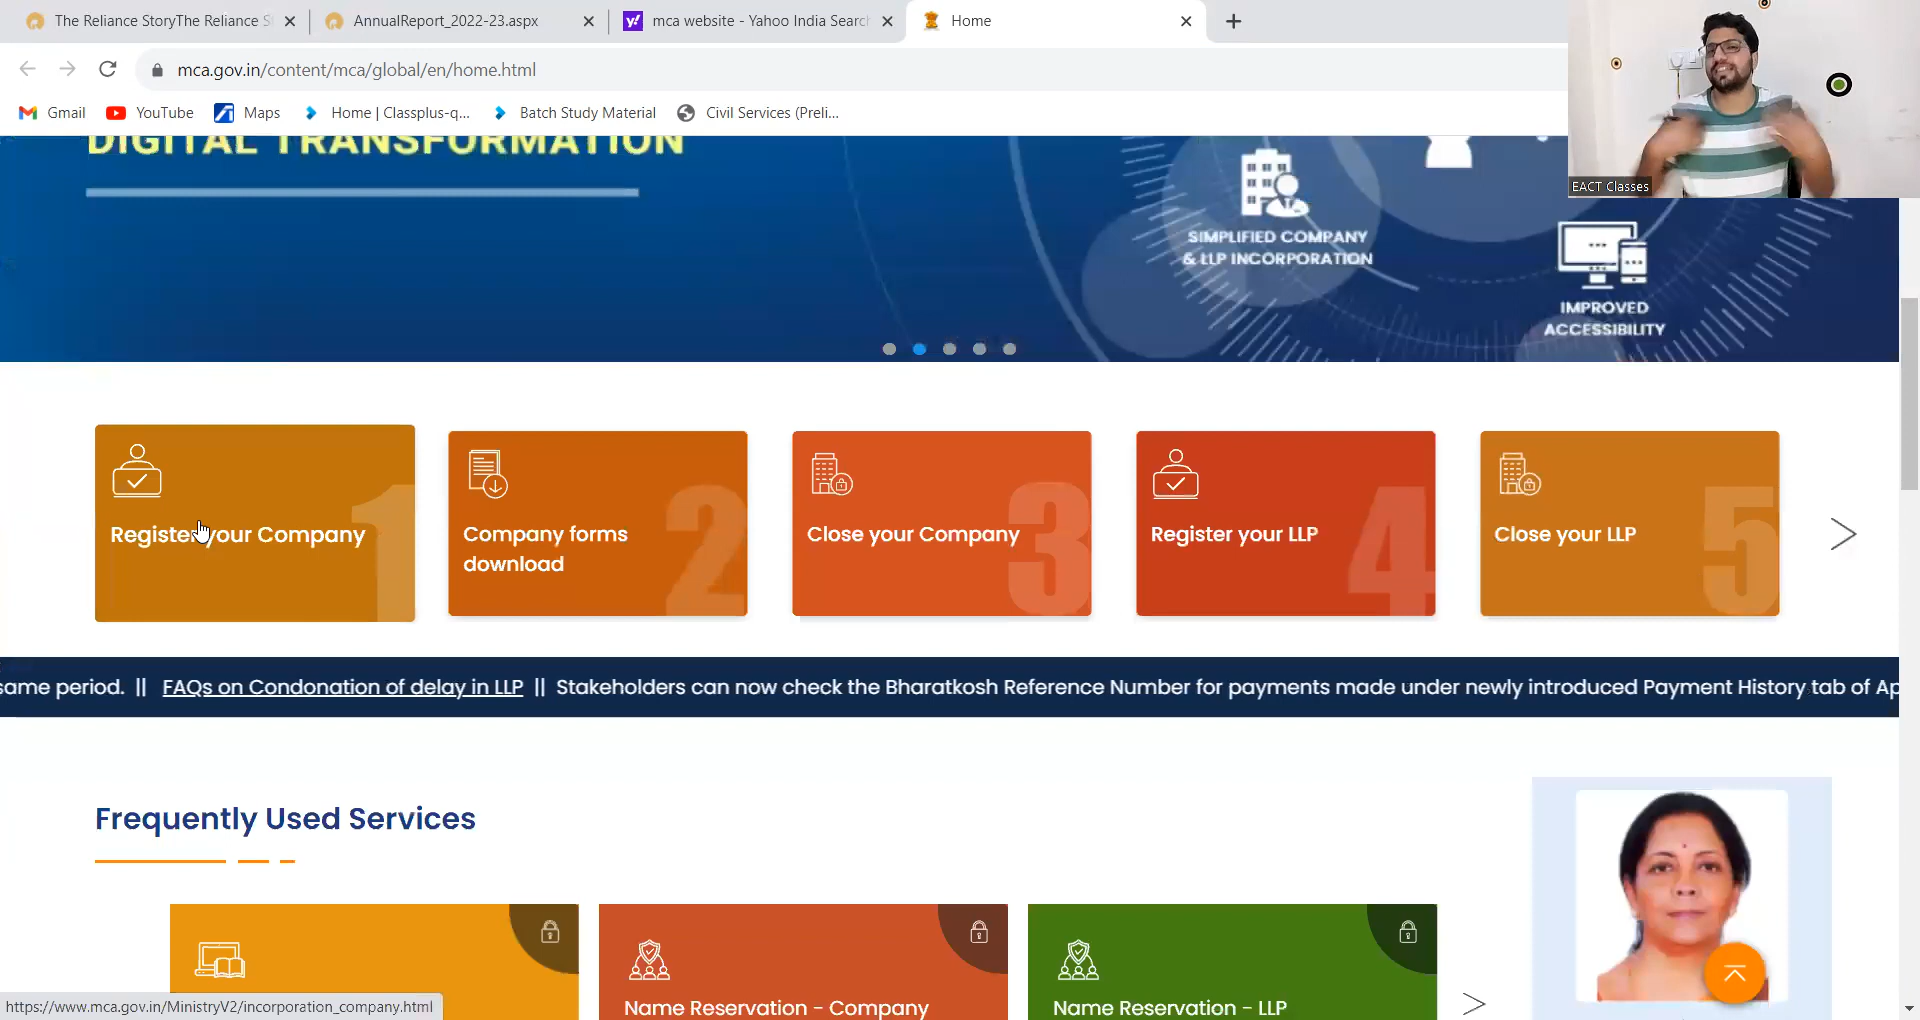 The Reliance StoryThe Reliance S
AnnualReport_2022-23.aspx
mca website - Yahoo India Search
Home
mca.gov.in/content/mca/global/en/home.html
Gmail
YouTube
Maps
Home | Classplus-q...
Batch Study Material
Civil Services (Preli...
EACT Classes
DIGITAL TRANSFORMATION
SIMPLIFIED COMPANY
& LLP INCORPORATION
IMPROVED
ACCESSIBILITY
1
Register your Company
2
Company forms
download
3
Close your Company
4
Register your LLP
5
Close your LLP
same period. || FAQs on Condonation of delay in LLP || Stakeholders can now check the Bharatkosh Reference Number for payments made under newly introduced Payment History tab of Ap
Frequently Used Services
Name Reservation - Company
Name Reservation - LLP
https://www.mca.gov.in/MinistryV2/incorporation_company.html